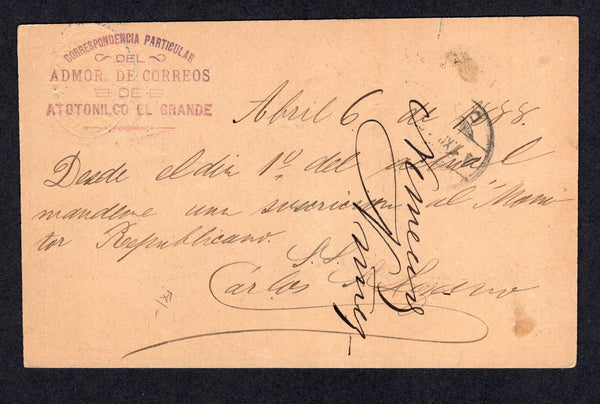 CORRESPONDENCIA PARTICULAR
DEL
ADMOR. DE CORREOS
DE
ATOTONILCO EL GRANDE
Abril 6 de 1888.
Desde el dia 1º del
mandeme una suscricion al "Moni
tor Republicano.
S. S.
Carlos